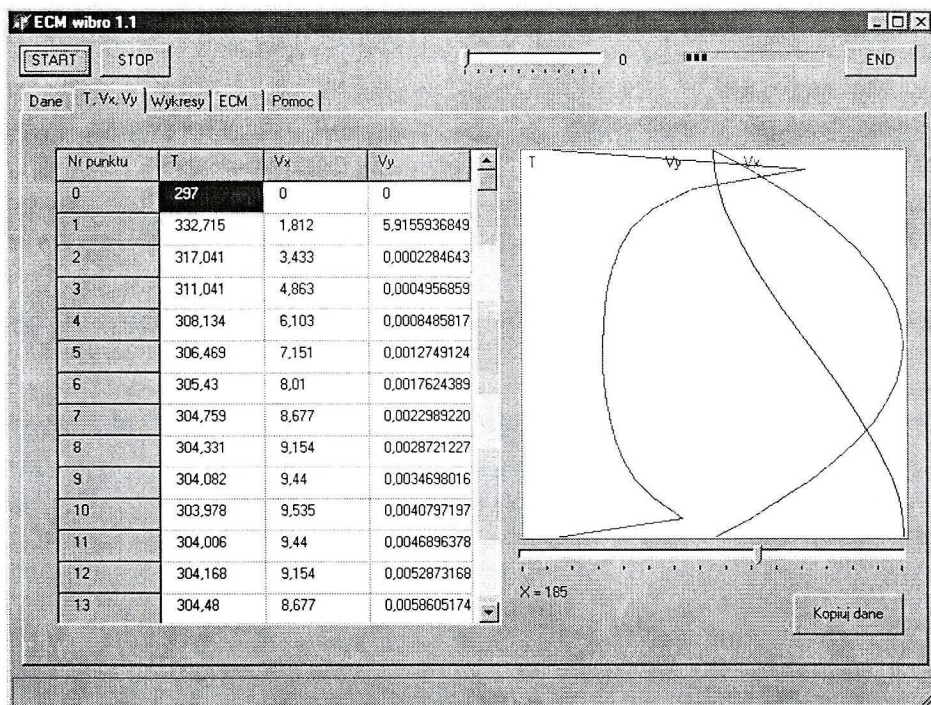 ECM wibro 1.1
START STOP 0 END
Dane T, Vx, Vy Wykresy ECM Pomoc
Nr punktu T Vx Vy
0 297 0 0
1 332,715 1,812 5,9155936849
2 317,041 3,433 0,0002284643
3 311,041 4,863 0,0004956859
4 308,134 6,103 0,0008485817
5 306,469 7,151 0,0012749124
6 305,43 8,01 0,0017624389
7 304,759 8,677 0,0022989220
8 304,331 9,154 0,0028721227
9 304,082 9,44 0,0034698016
10 303,978 9,535 0,0040797197
11 304,006 9,44 0,0046896378
12 304,168 9,154 0,0052873168
13 304,48 8,677 0,0058605174
T Vy Vx
X = 185
Kopiuj dane